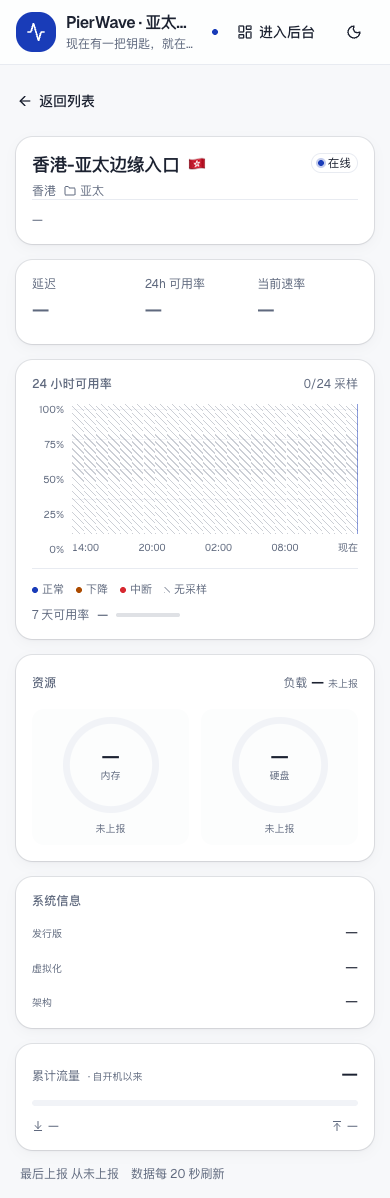 PierWave · 亚太...
现在有一把钥匙，就在...
进入后台
返回列表
香港-亚太边缘入口
在线
香港 亚太
—
延迟 24h 可用率 当前速率
— — —
24 小时可用率 0/24 采样
100%
75%
50%
25%
0%
14:00 20:00 02:00 08:00 现在
正常 下降 中断 无采样
7 天可用率 —
资源 负载 — 未上报
— —
内存 硬盘
未上报 未上报
系统信息
发行版 —
虚拟化 —
架构 —
累计流量 · 自开机以来 —
— —
最后上报 从未上报 数据每 20 秒刷新